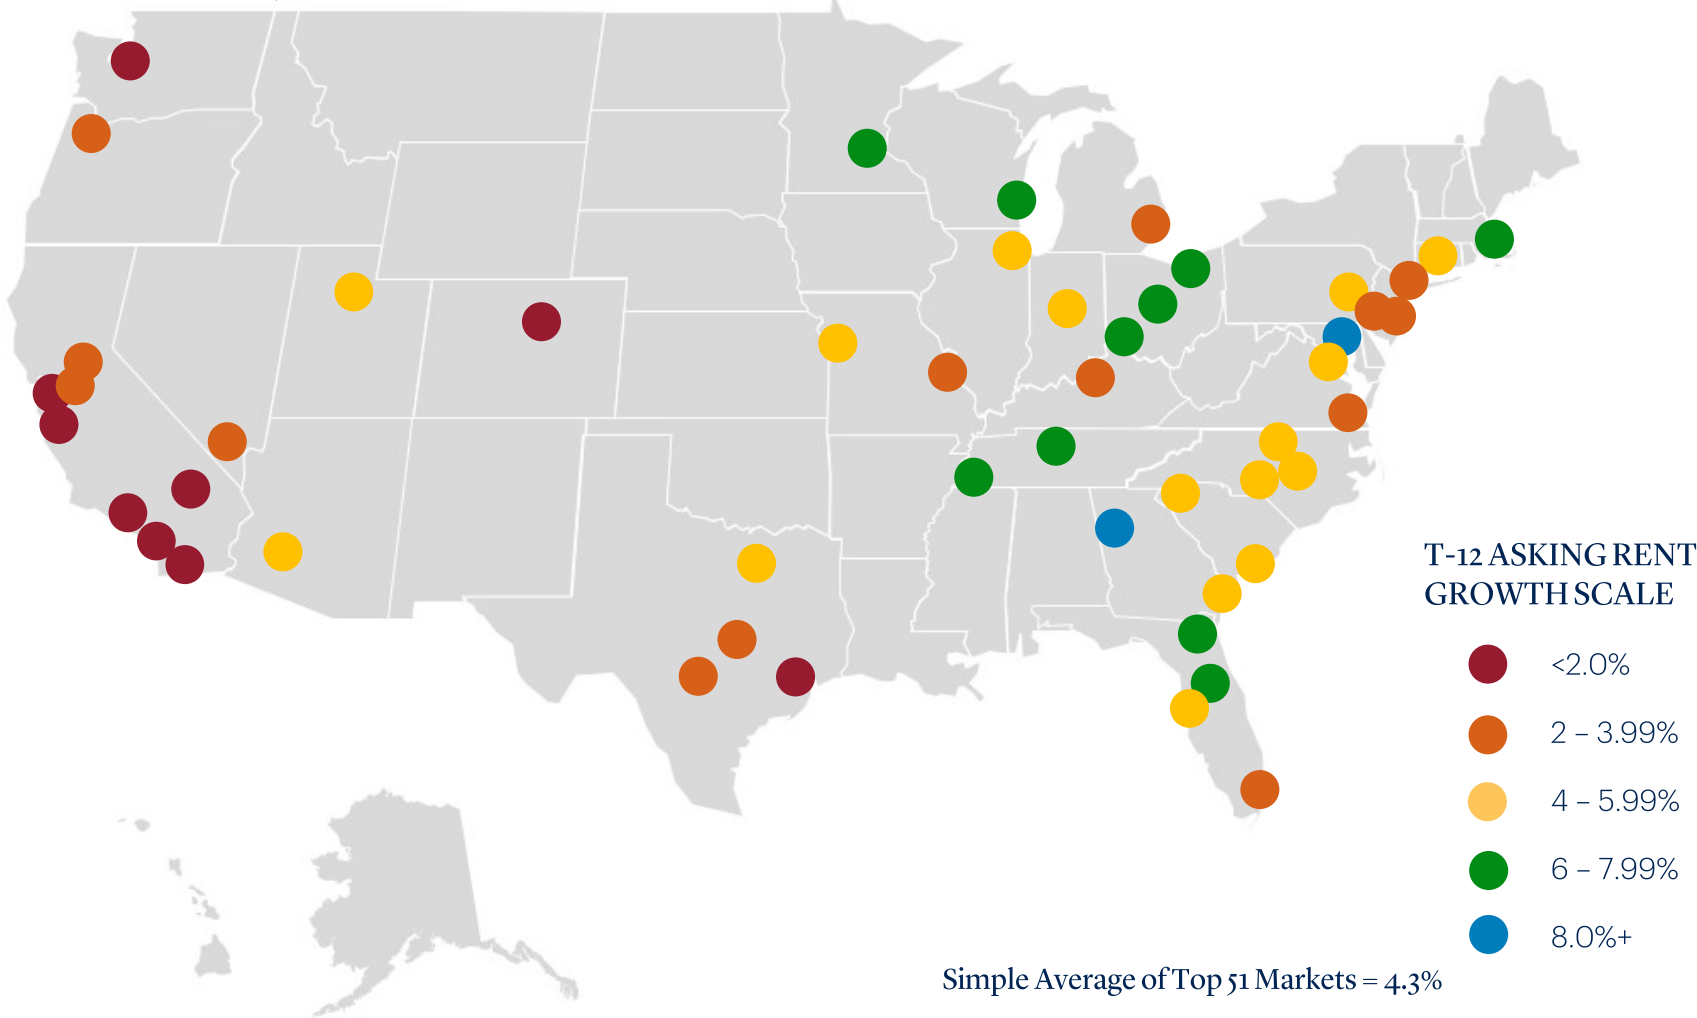 T-12 ASKING RENT
GROWTH SCALE
<2.0%
2 – 3.99%
4 – 5.99%
6 – 7.99%
8.0%+
Simple Average of Top 51 Markets = 4.3%